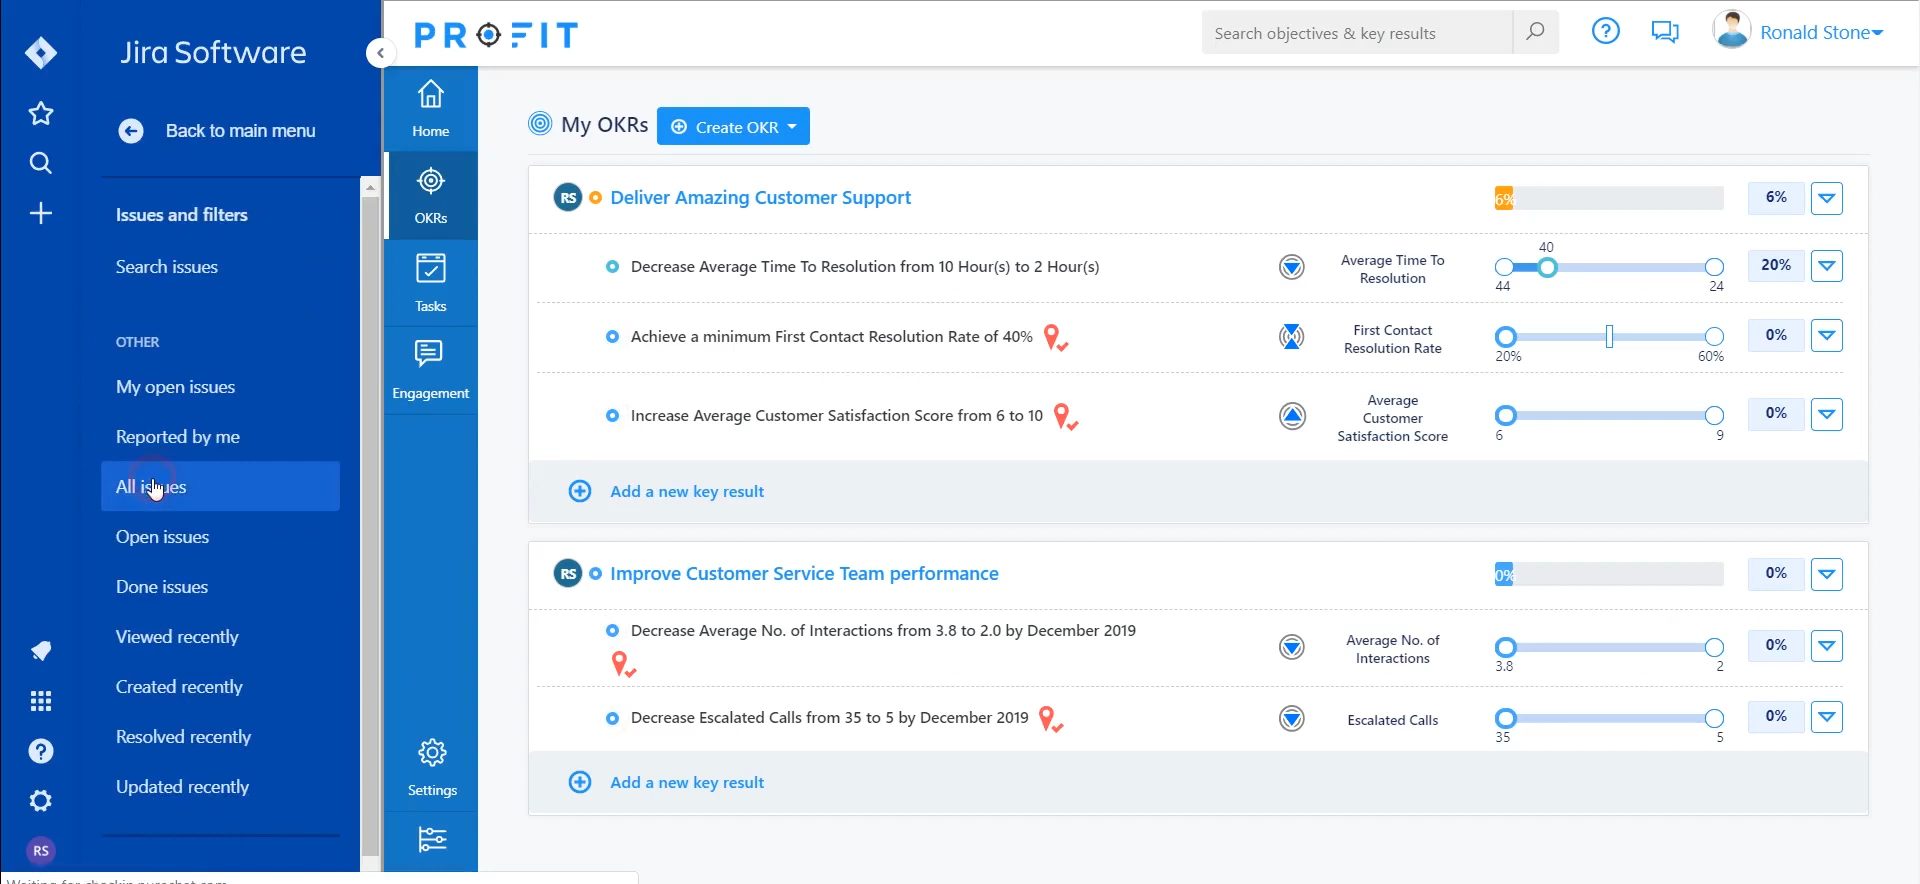 Jira Software
Back to main menu
Issues and filters
Search issues
OTHER
My open issues
Reported by me
All issues
Open issues
Done issues
Viewed recently
Created recently
Resolved recently
Updated recently
RS
PROFIT
Search objectives & key results
Ronald Stone
Home
OKRs
Tasks
Engagement
Settings
My OKRs
Create OKR
RS
Deliver Amazing Customer Support
6%
6%
Decrease Average Time To Resolution from 10 Hour(s) to 2 Hour(s)
Average Time To
Resolution
40
44
24
20%
Achieve a minimum First Contact Resolution Rate of 40%
First Contact
Resolution Rate
20%
60%
0%
Increase Average Customer Satisfaction Score from 6 to 10
Average
Customer
Satisfaction Score
6
9
0%
Add a new key result
RS
Improve Customer Service Team performance
0%
0%
Decrease Average No. of Interactions from 3.8 to 2.0 by December 2019
Average No. of
Interactions
3.8
2
0%
Decrease Escalated Calls from 35 to 5 by December 2019
Escalated Calls
35
5
0%
Add a new key result